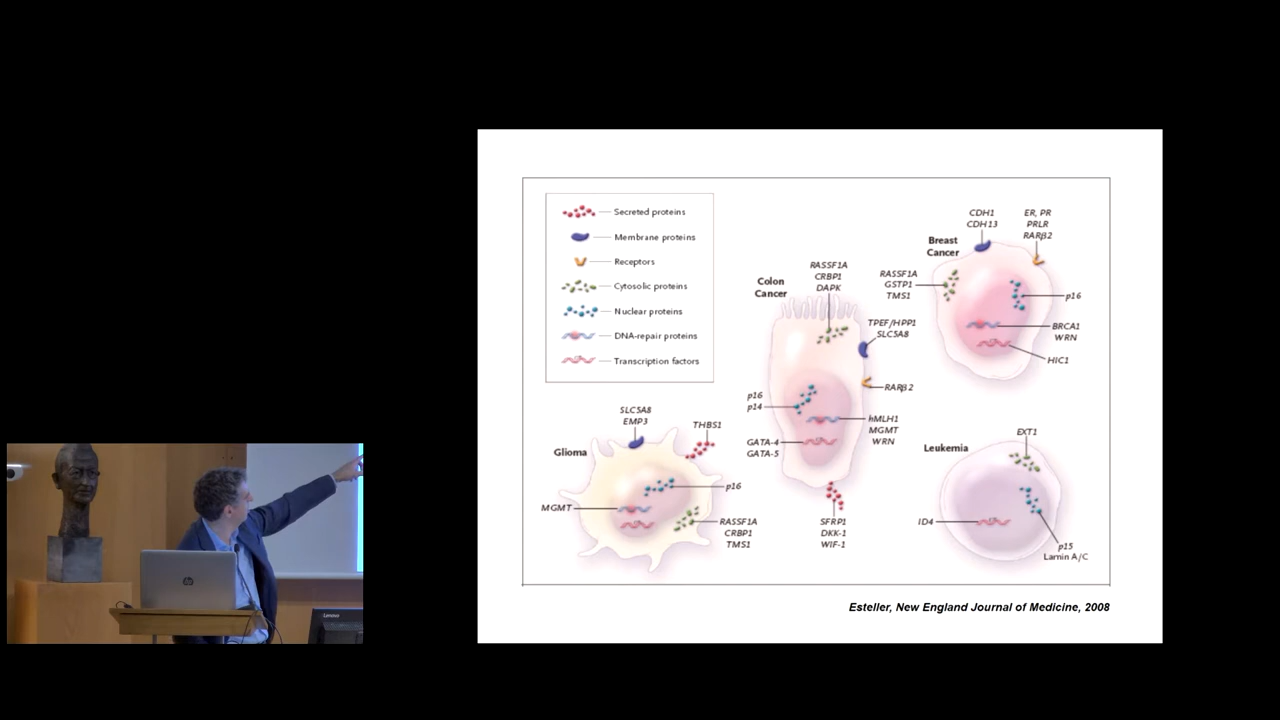 Secreted proteins
Membrane proteins
Receptors
Cytosolic proteins
Nuclear proteins
DNA-repair proteins
Transcription factors
Glioma
SLC5A8
EMP3
THBS1
p16
MGMT
RASSF1A
CRBP1
TMS1
Colon
Cancer
RASSF1A
CRBP1
DAPK
TPEF/HPP1
SLC5A8
RARβ2
p16
p14
hMLH1
MGMT
WRN
GATA-4
GATA-5
SFRP1
DKK-1
WIF-1
Breast
Cancer
CDH1
CDH13
ER, PR
PRLR
RARβ2
RASSF1A
GSTP1
TMS1
p16
BRCA1
WRN
HIC1
Leukemia
EXT1
ID4
p15
Lamin A/C
Esteller, New England Journal of Medicine, 2008
hp
Lenovo